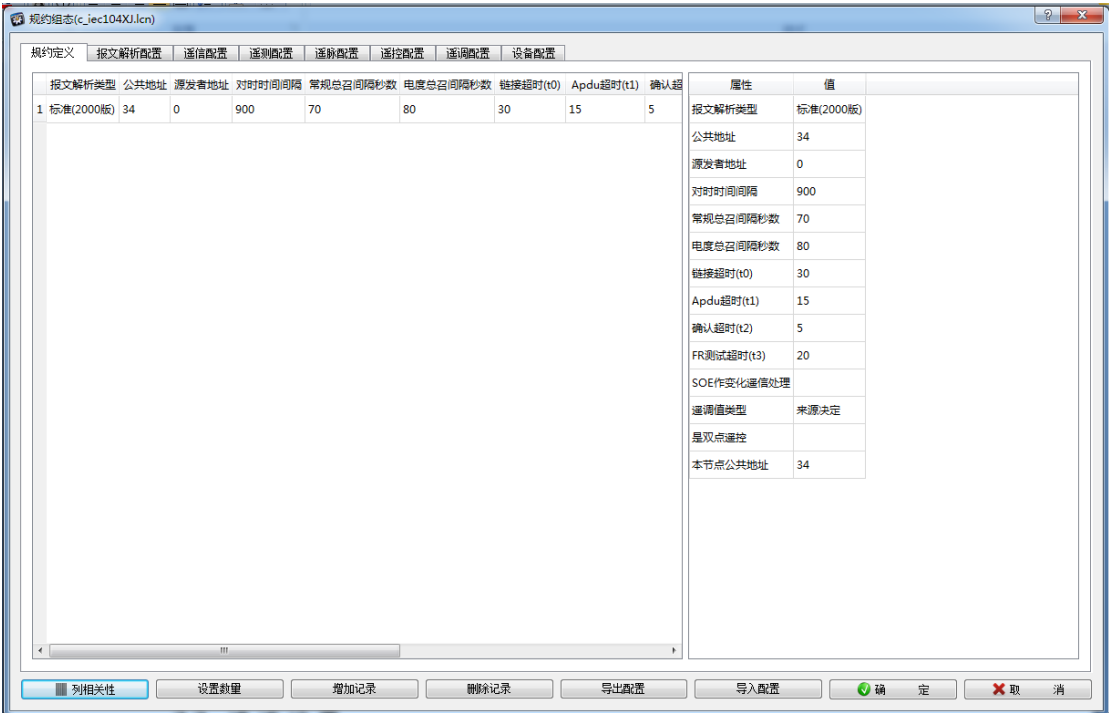 规约组态(c_iec104XJ.lcn)
规约定义 报文解析配置 遥信配置 遥测配置 遥脉配置 遥控配置 遥调配置 设备配置
报文解析类型 公共地址 源发者地址 对时时间间隔 常规总召间隔秒数 电度总召间隔秒数 链接超时(t0) Apdu超时(t1) 确认超
1 标准(2000版) 34 0 900 70 80 30 15 5
属性 值
报文解析类型 标准(2000版)
公共地址 34
源发者地址 0
对时时间间隔 900
常规总召间隔秒数 70
电度总召间隔秒数 80
链接超时(t0) 30
Apdu超时(t1) 15
确认超时(t2) 5
FR测试超时(t3) 20
SOE作变化遥信处理
遥调值类型 来源决定
是双点遥控
本节点公共地址 34
列相关性 设置数量 增加记录 删除记录 导出配置 导入配置 确 定 取 消